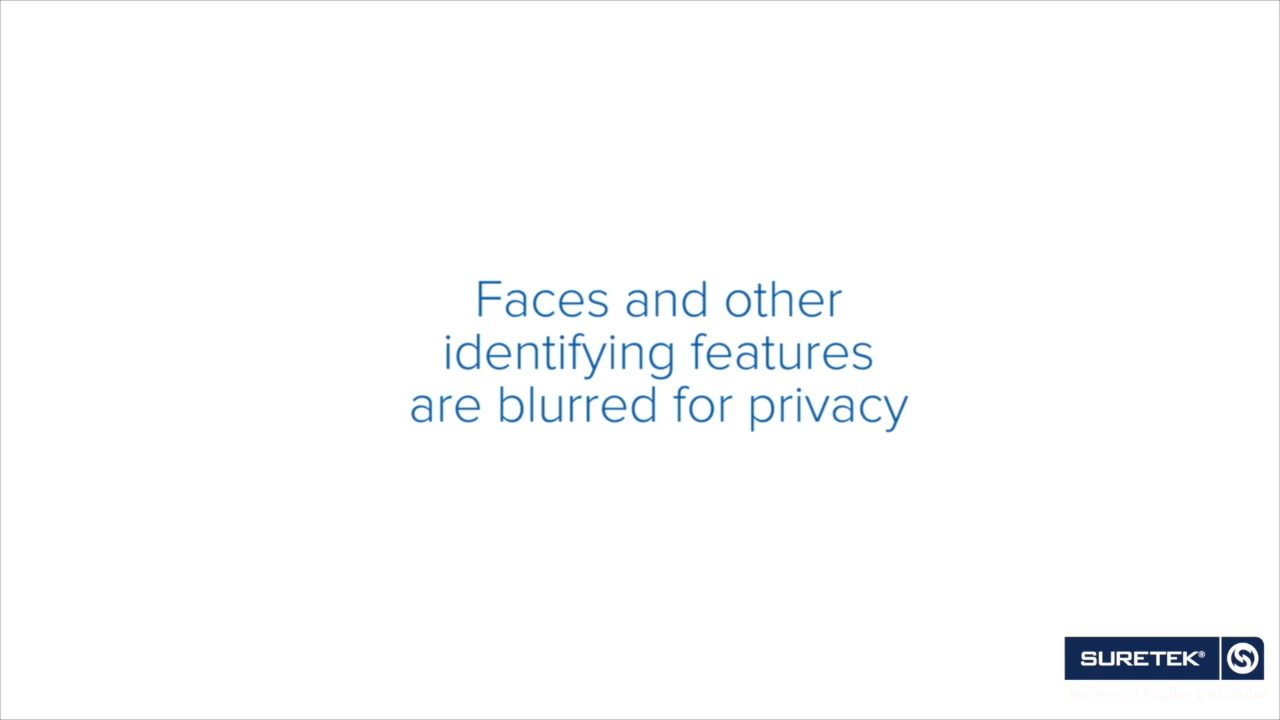 Faces and other
identifying features
are blurred for privacy
SURETEK®